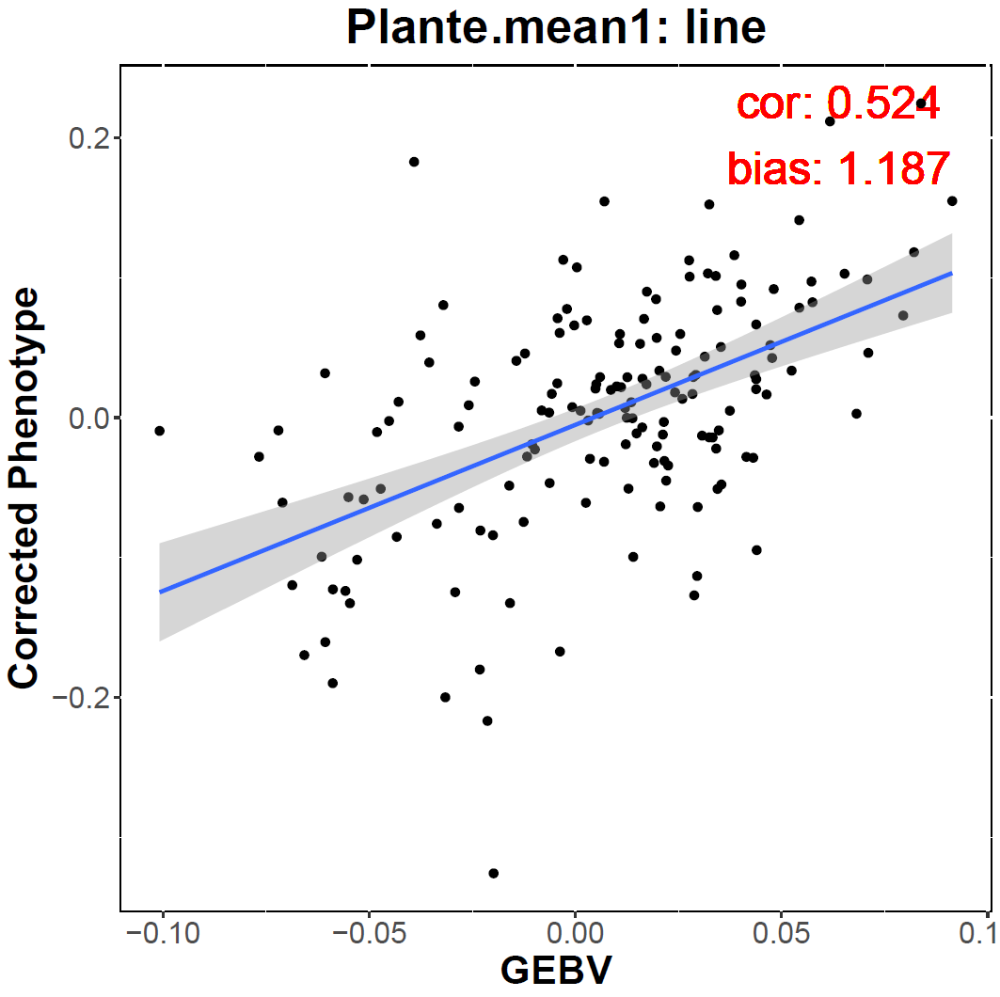 Plante.mean1: line
cor: 0.524
bias: 1.187
0.2
0.0
−0.2
Corrected Phenotype
−0.10
−0.05
0.00
0.05
0.1
GEBV